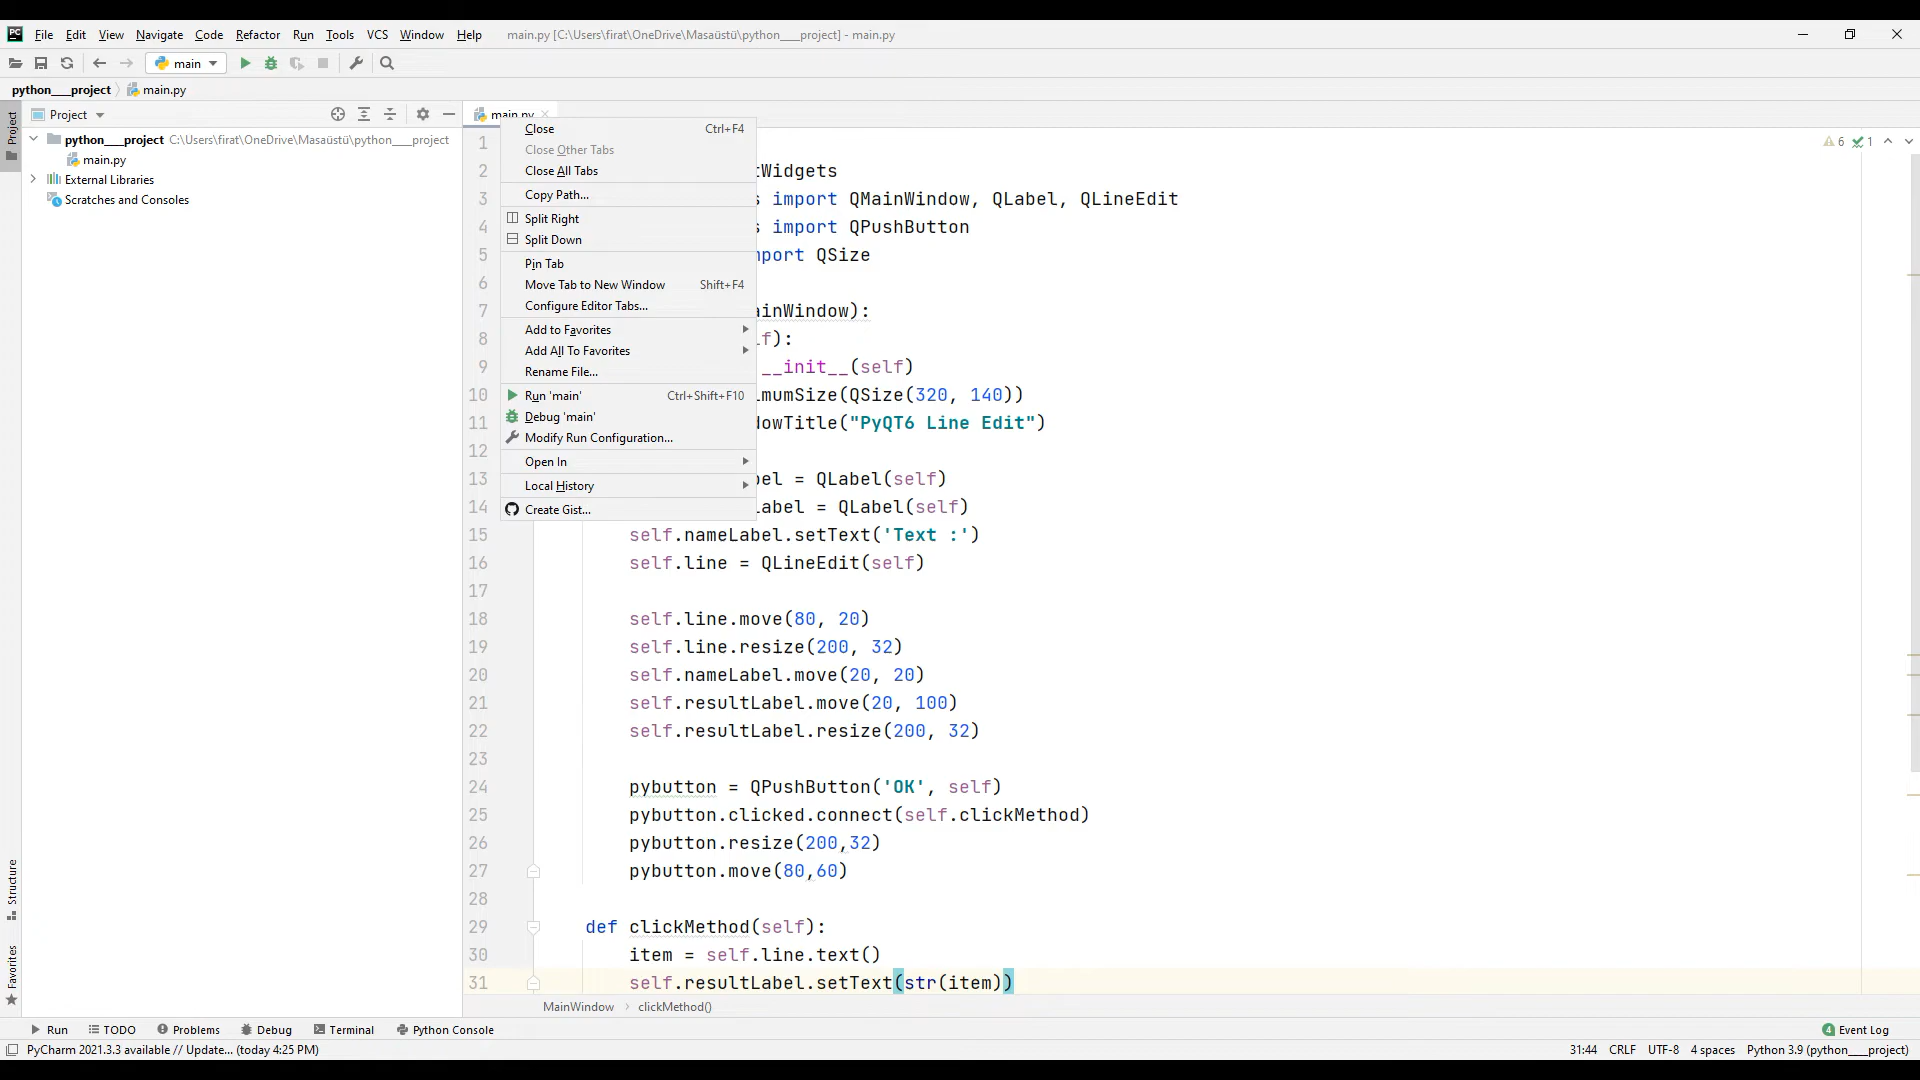 PC File Edit View Navigate Code Refactor Run Tools VCS Window Help main.py [C:\Users\firat\OneDrive\Masaüstü\python___project] - main.py
main
python___project main.py
Project
main.py
python___project C:\Users\firat\OneDrive\Masaüstü\python___project
main.py
External Libraries
Scratches and Consoles
Project
Structure
Favorites
Close Ctrl+F4
Close Other Tabs
Close All Tabs
Copy Path...
Split Right
Split Down
Pin Tab
Move Tab to New Window Shift+F4
Configure Editor Tabs...
Add to Favorites
Add All To Favorites
Rename File...
Run 'main' Ctrl+Shift+F10
Debug 'main'
Modify Run Configuration...
Open In
Local History
Create Gist...
6 1
1
2 tWidgets
3 s import QMainWindow, QLabel, QLineEdit
4 s import QPushButton
5 mport QSize
6
7 ainWindow):
8 lf):
9 __init__(self)
10 imumSize(QSize(320, 140))
11 dowTitle("PyQT6 Line Edit")
12
13 bel = QLabel(self)
14 Label = QLabel(self)
15 self.nameLabel.setText('Text :')
16 self.line = QLineEdit(self)
17
18 self.line.move(80, 20)
19 self.line.resize(200, 32)
20 self.nameLabel.move(20, 20)
21 self.resultLabel.move(20, 100)
22 self.resultLabel.resize(200, 32)
23
24 pybutton = QPushButton('OK', self)
25 pybutton.clicked.connect(self.clickMethod)
26 pybutton.resize(200,32)
27 pybutton.move(80,60)
28
29 def clickMethod(self):
30 item = self.line.text()
31 self.resultLabel.setText(str(item))
MainWindow clickMethod()
Run TODO Problems Debug Terminal Python Console 4 Event Log
PyCharm 2021.3.3 available // Update... (today 4:25 PM) 31:44 CRLF UTF-8 4 spaces Python 3.9 (python___project)